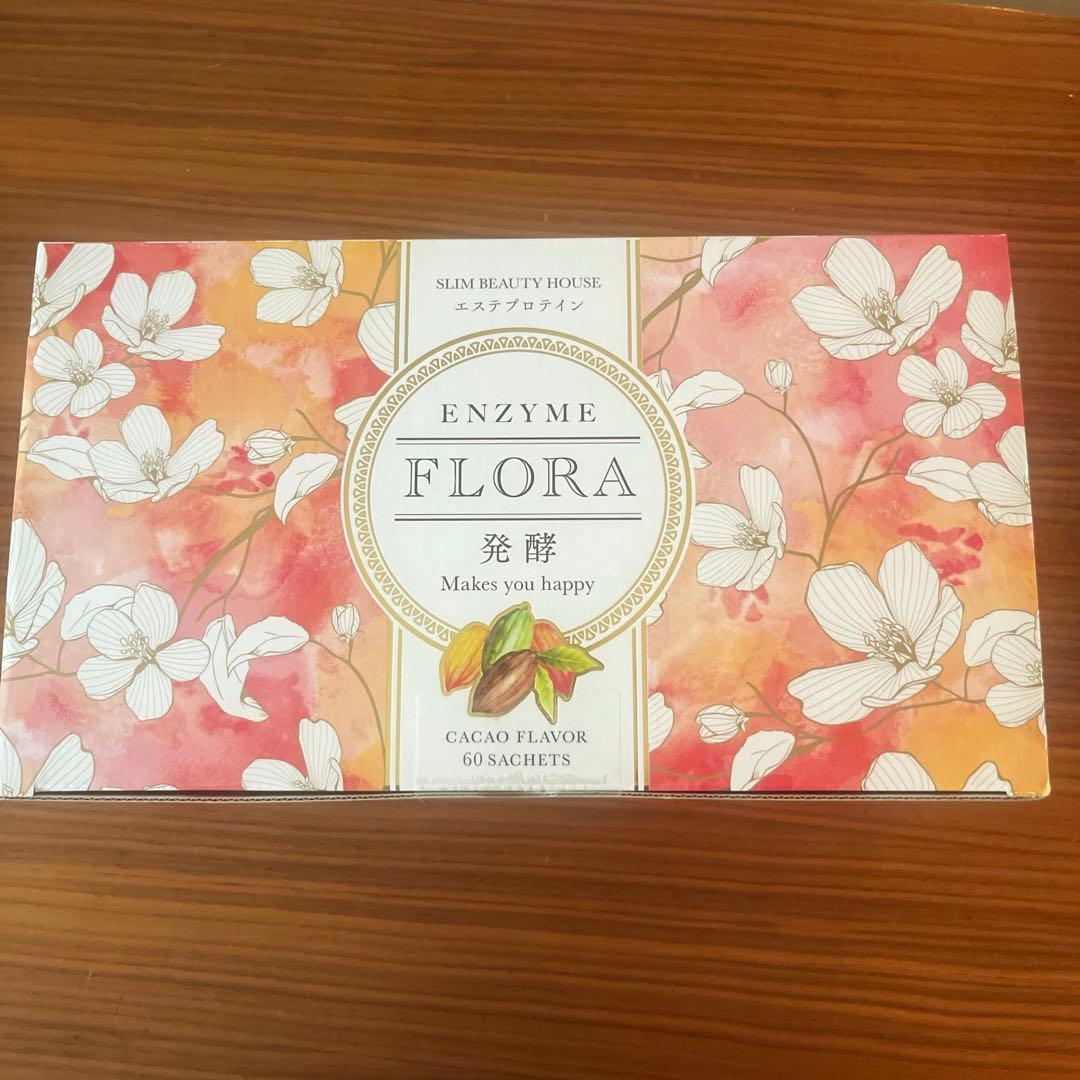 SLIM BEAUTY HOUSE
エステプロテイン
ENZYME
FLORA
発酵
Makes you happy
CACAO FLAVOR
60 SACHETS